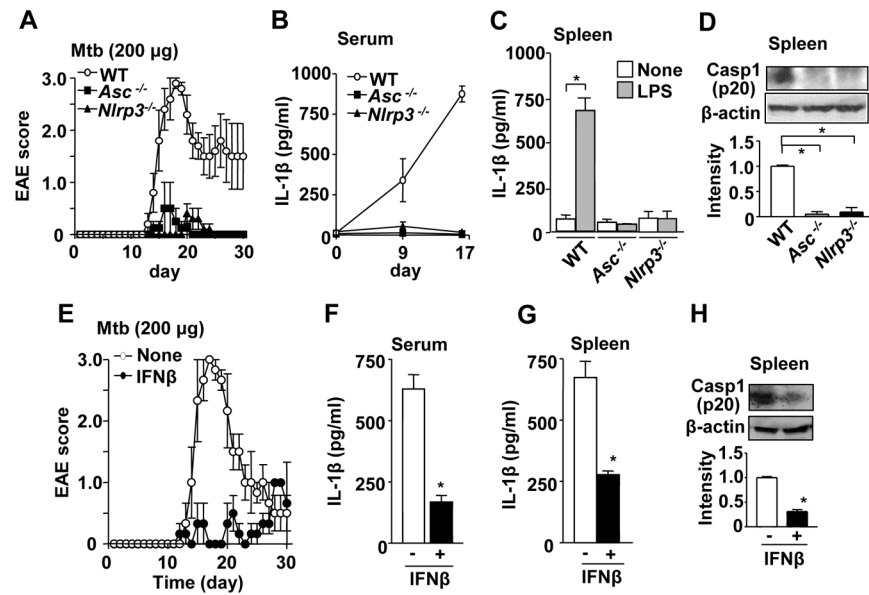 A
Mtb (200 µg)
WT
Asc -/-
Nlrp3-/-
EAE score
3.0
2.0
1.0
0
0
10
20
30
day
B
Serum
WT
Asc -/-
Nlrp3 -/-
IL-1β (pg/ml)
1000
750
500
250
0
0
9
17
day
C
Spleen
None
LPS
*
IL-1β (pg/ml)
1000
750
500
250
0
WT
Asc -/-
Nlrp3-/-
D
Spleen
Casp1
(p20)
β-actin
*
*
Intensity
1.5
1.0
0.5
0
WT
Asc -/-
Nlrp3-/-
E
Mtb (200 µg)
None
IFNβ
EAE score
3.0
2.0
1.0
0
0
10
20
30
Time (day)
F
Serum
IL-1β (pg/ml)
750
500
250
0
*
- +
IFNβ
G
Spleen
IL-1β (pg/ml)
750
500
250
0
*
- +
IFNβ
H
Spleen
Casp1
(p20)
β-actin
Intensity
1.5
1.0
0.5
0
*
- +
IFNβ